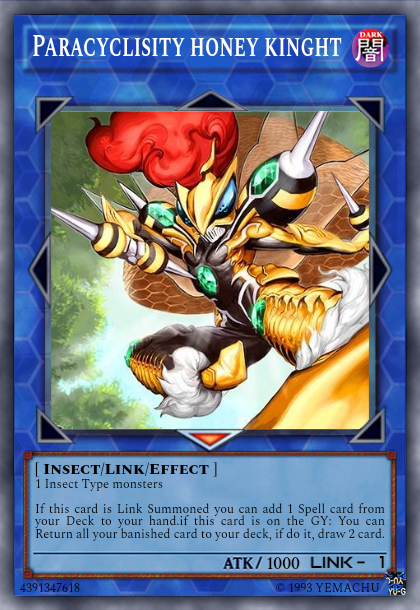 PARACYCLISITY HONEY KINGHT
DARK
闇
[ INSECT/LINK/EFFECT ]
1 Insect Type monsters
If this card is Link Summoned you can add 1 Spell card from
your Deck to your hand.if this card is on the GY: You can
Return all your banished card to your deck, if do it, draw 2 card.
ATK/ 1000 LINK- 1
4391347618 © 1993 YEMACHU